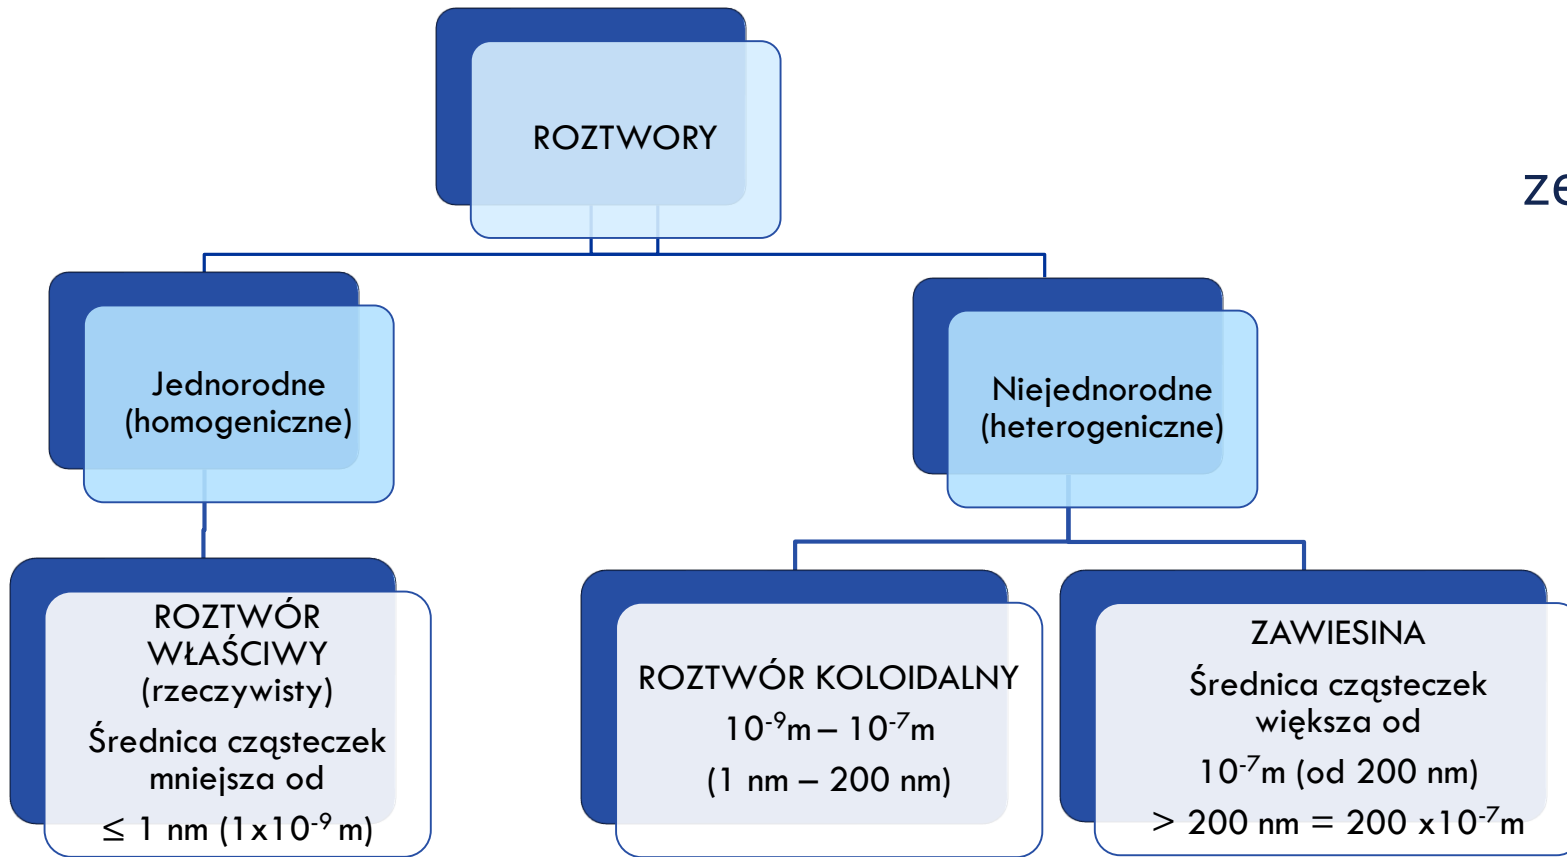 ROZTWORY
ze
Jednorodne
(homogeniczne)
Niejednorodne
(heterogeniczne)
ROZTWÓR
WŁAŚCIWY
(rzeczywisty)
Średnica cząsteczek
mniejsza od
≤ 1 nm (1x10⁻⁹ m)
ROZTWÓR KOLOIDALNY
10⁻⁹m – 10⁻⁷m
(1 nm – 200 nm)
ZAWIESINA
Średnica cząsteczek
większa od
10⁻⁷m (od 200 nm)
> 200 nm = 200 x10⁻⁷m